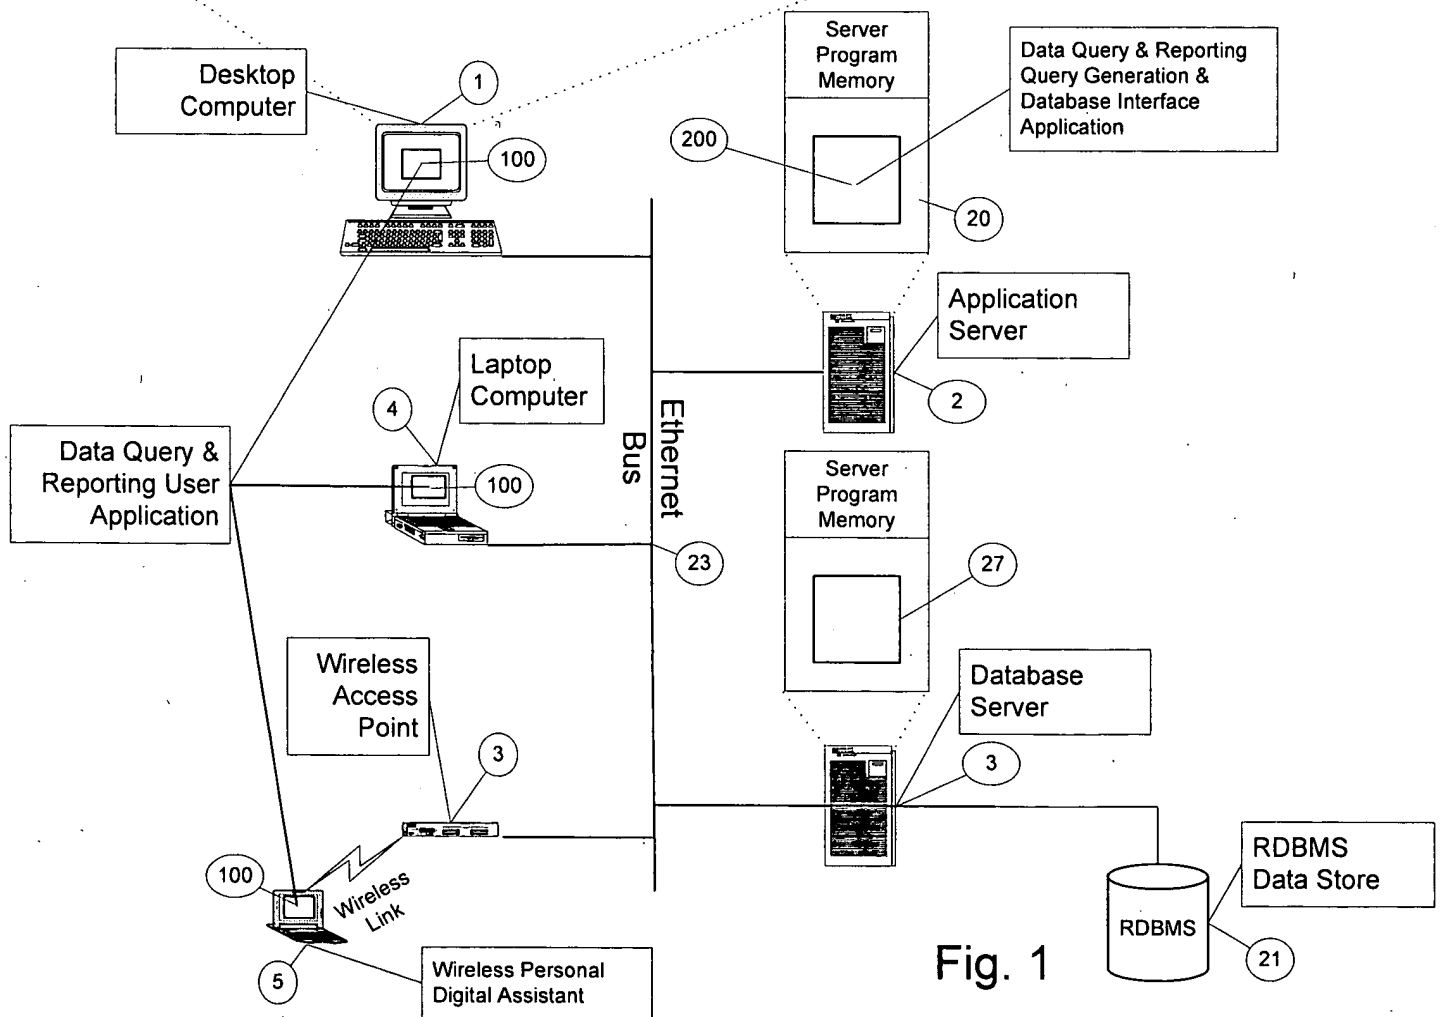 Desktop
Computer
1
100
Server
Program
Memory
200
20
Data Query & Reporting
Query Generation &
Database Interface
Application
Application
Server
2
Laptop
Computer
4
100
Data Query &
Reporting User
Application
Ethernet
Bus
23
Server
Program
Memory
27
Database
Server
3
Wireless
Access
Point
3
100
Wireless
Link
5
Wireless Personal
Digital Assistant
RDBMS
RDBMS
Data Store
21
Fig. 1